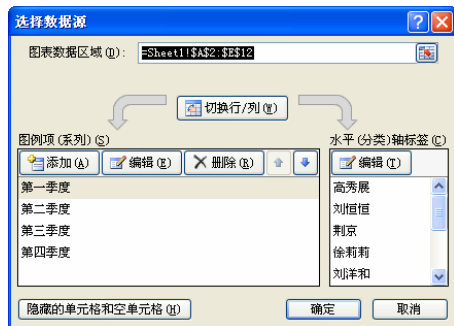 选择数据源
图表数据区域(D): =Sheet1!$A$2:$E$12
切换行/列(W)
图例项(系列)(S)
水平(分类)轴标签(C)
添加(A) 编辑(E) 删除(R)
编辑(T)
第一季度
第二季度
第三季度
第四季度
高秀展
刘恒恒
荆京
徐莉莉
刘洋和
隐藏的单元格和空单元格(H)
确定
取消